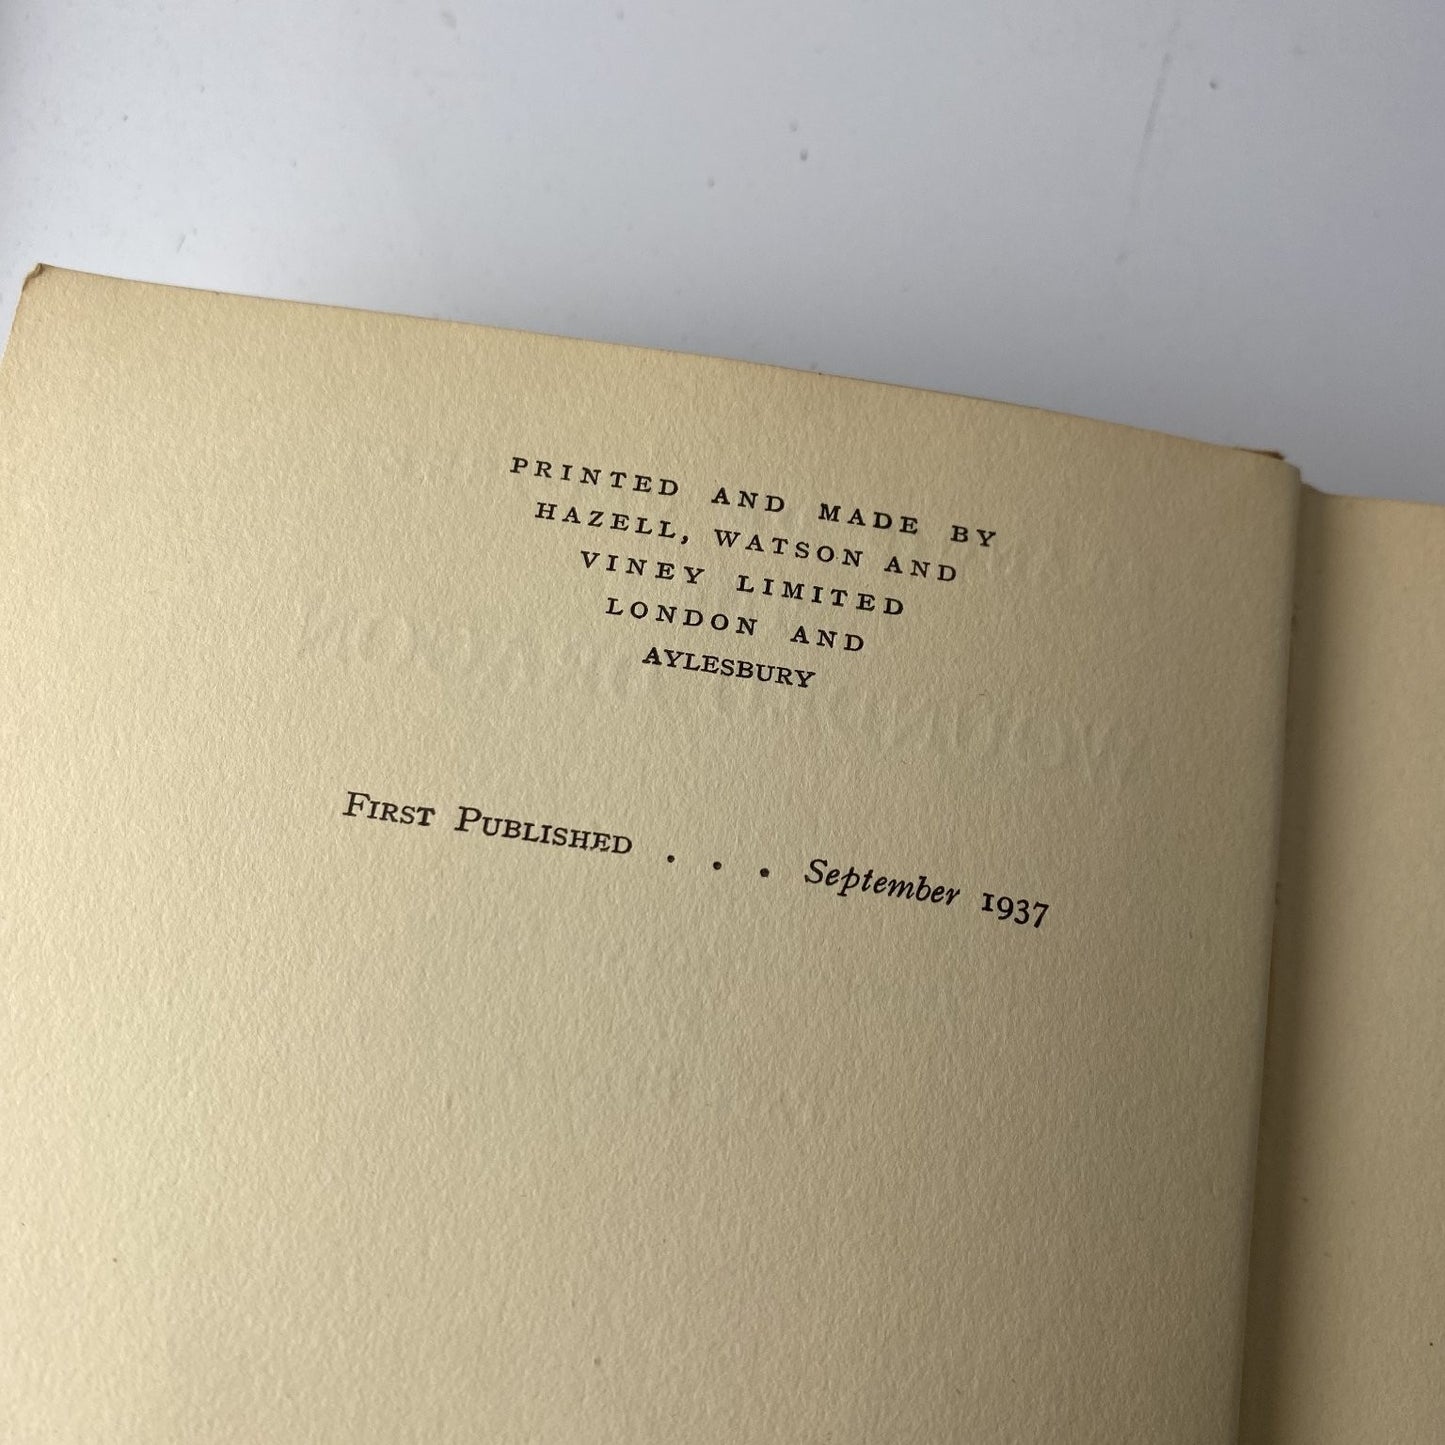 PRINTED AND MADE BY
HAZELL, WATSON AND
VINEY LIMITED
LONDON AND
AYLESBURY
FIRST PUBLISHED . . . September 1937